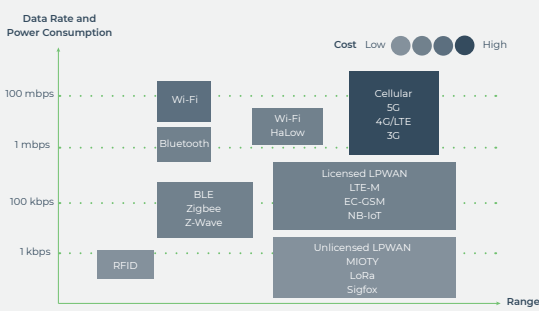 Data Rate and
Power Consumption
Cost Low High
100 mbps
Wi-Fi
Cellular
5G
4G/LTE
3G
Wi-Fi
HaLow
1 mbps
Bluetooth
Licensed LPWAN
LTE-M
EC-GSM
NB-IoT
100 kbps
BLE
Zigbee
Z-Wave
1 kbps
RFID
Unlicensed LPWAN
MIOTY
LoRa
Sigfox
Range